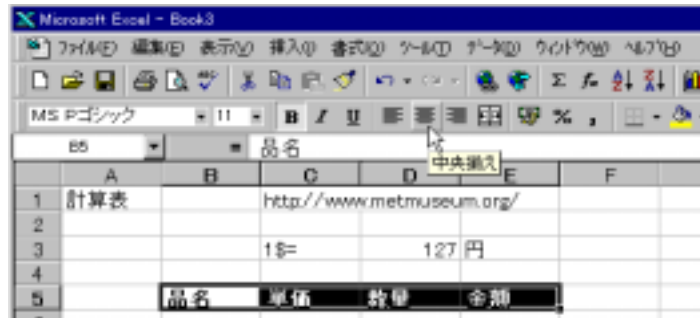 Microsoft Excel - Book3
ファイル(F) 編集(E) 表示(V) 挿入(I) 書式(O) ツール(T) データ(D) ウィンドウ(W) ヘルプ(H)
MS Pゴシック 11 B I U % ,
B5 = 品名
中央揃え
A B C D E F
1 計算表 http://www.metmuseum.org/
2
3 1$= 127 円
4
5 品名 単価 数量 金額